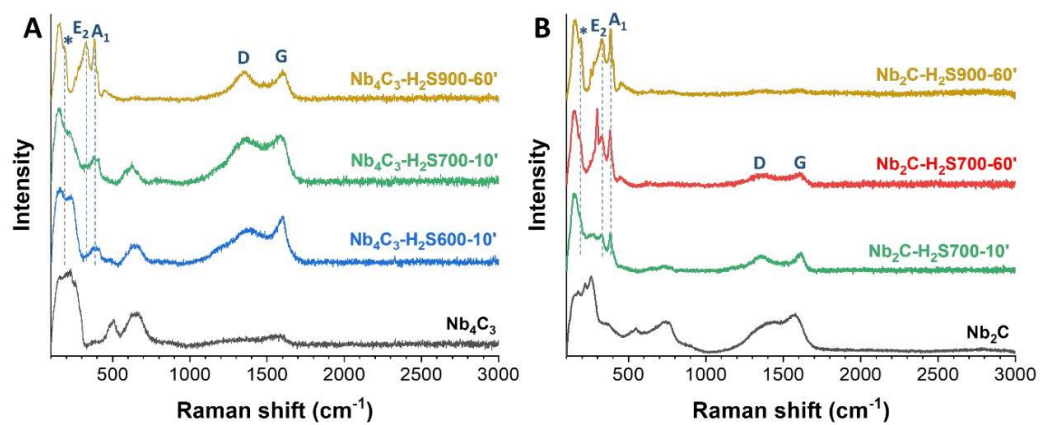 A
* E₂ A₁
D G
Nb₄C₃-H₂S900-60'
Nb₄C₃-H₂S700-10'
Nb₄C₃-H₂S600-10'
Nb₄C₃
Intensity
500 1000 1500 2000 2500 3000
Raman shift (cm⁻¹)
B
* E₂ A₁
Nb₂C-H₂S900-60'
Nb₂C-H₂S700-60'
D G
Nb₂C-H₂S700-10'
Nb₂C
Intensity
500 1000 1500 2000 2500 3000
Raman shift (cm⁻¹)